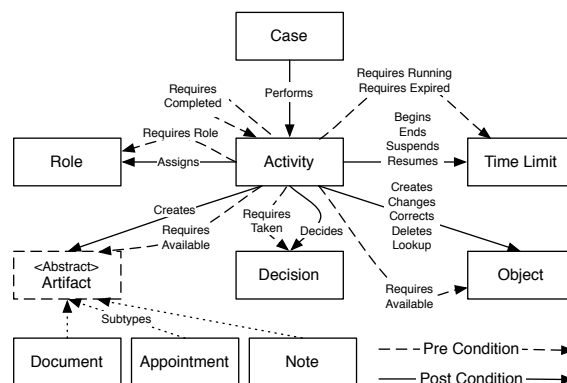 Case
Requires
Completed
Performs
Requires Running
Requires Expired
Requires Role
Begins
Ends
Suspends
Resumes
Role
Assigns
Activity
Time Limit
Creates
Requires
Available
Requires
Taken
Decides
Creates
Changes
Corrects
Deletes
Lookup
<Abstract>
Artifact
Decision
Object
Requires
Available
Subtypes
Document
Appointment
Note
Pre Condition
Post Condition